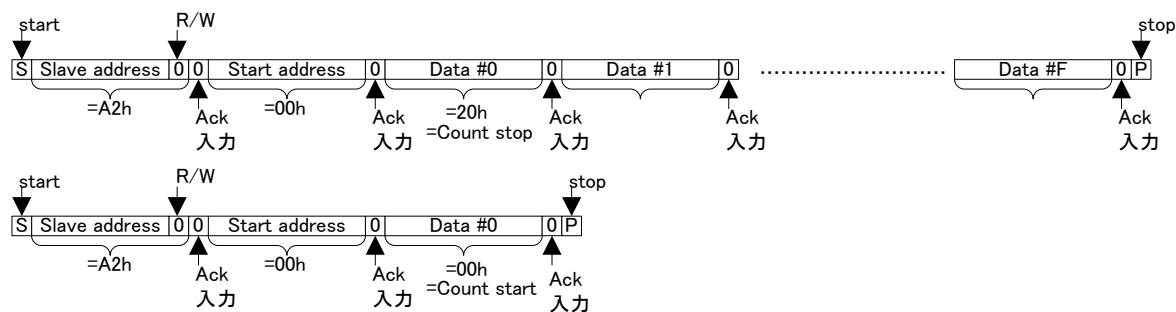 start R/W stop
S Slave address 0 0 Start address 0 Data #0 0 Data #1 0 ........................ Data #F 0 P
=A2h =00h =20h
=Count stop
Ack Ack Ack Ack Ack
入力 入力 入力 入力 入力
start R/W stop
S Slave address 0 0 Start address 0 Data #0 0 P
=A2h =00h =00h
=Count start
Ack Ack Ack
入力 入力 入力